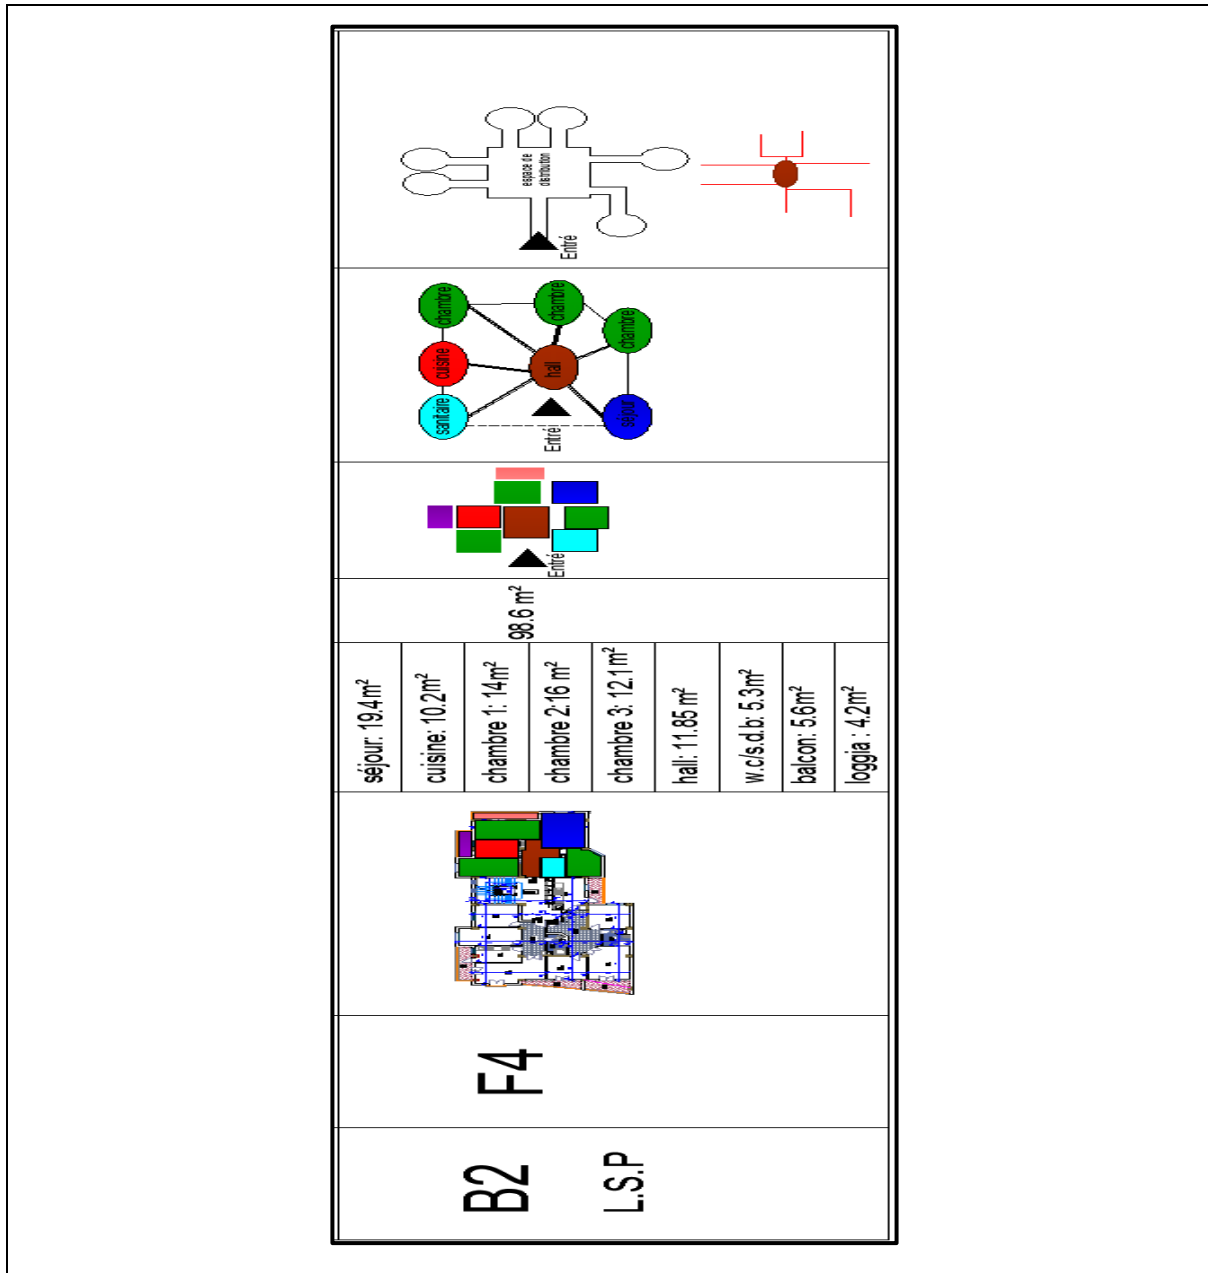 B2
L.S.P
F4
séjour: 19.4m²
cuisine: 10.2m²
chambre 1: 14m²
chambre 2:16 m²
chambre 3: 12.1m²
hall: 11.85 m²
w.c/s.d.b: 5.3m²
balcon: 5.6m²
loggia : 4.2m²
98.6 m²
Entré
sanitaire
cuisine
chambre
Entré
hall
chambre
séjour
chambre
espace de
distribution
Entré